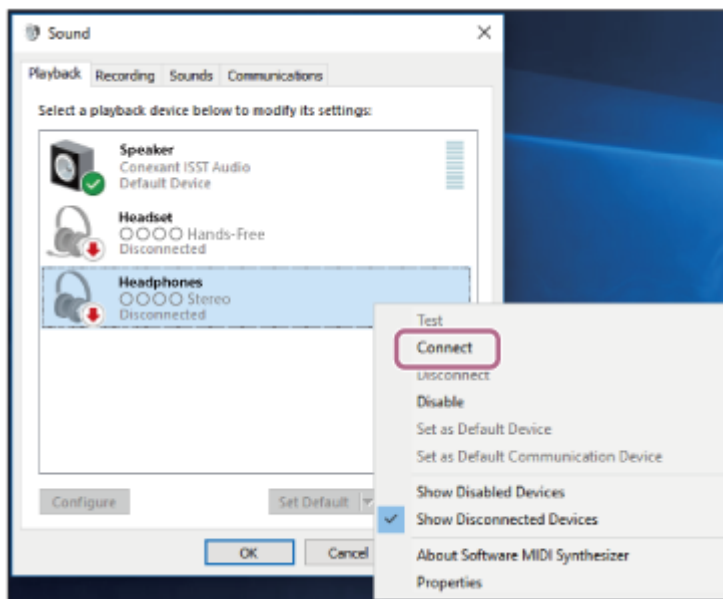 Sound
Playback Recording Sounds Communications
Select a playback device below to modify its settings:
Speaker
Conexant ISST Audio
Default Device
Headset
○○○○ Hands-Free
Disconnected
Headphones
○○○○ Stereo
Disconnected
Test
Connect
Disconnect
Disable
Set as Default Device
Set as Default Communication Device
Show Disabled Devices
Show Disconnected Devices
About Software MIDI Synthesizer
Properties
Configure Set Default
OK Cancel